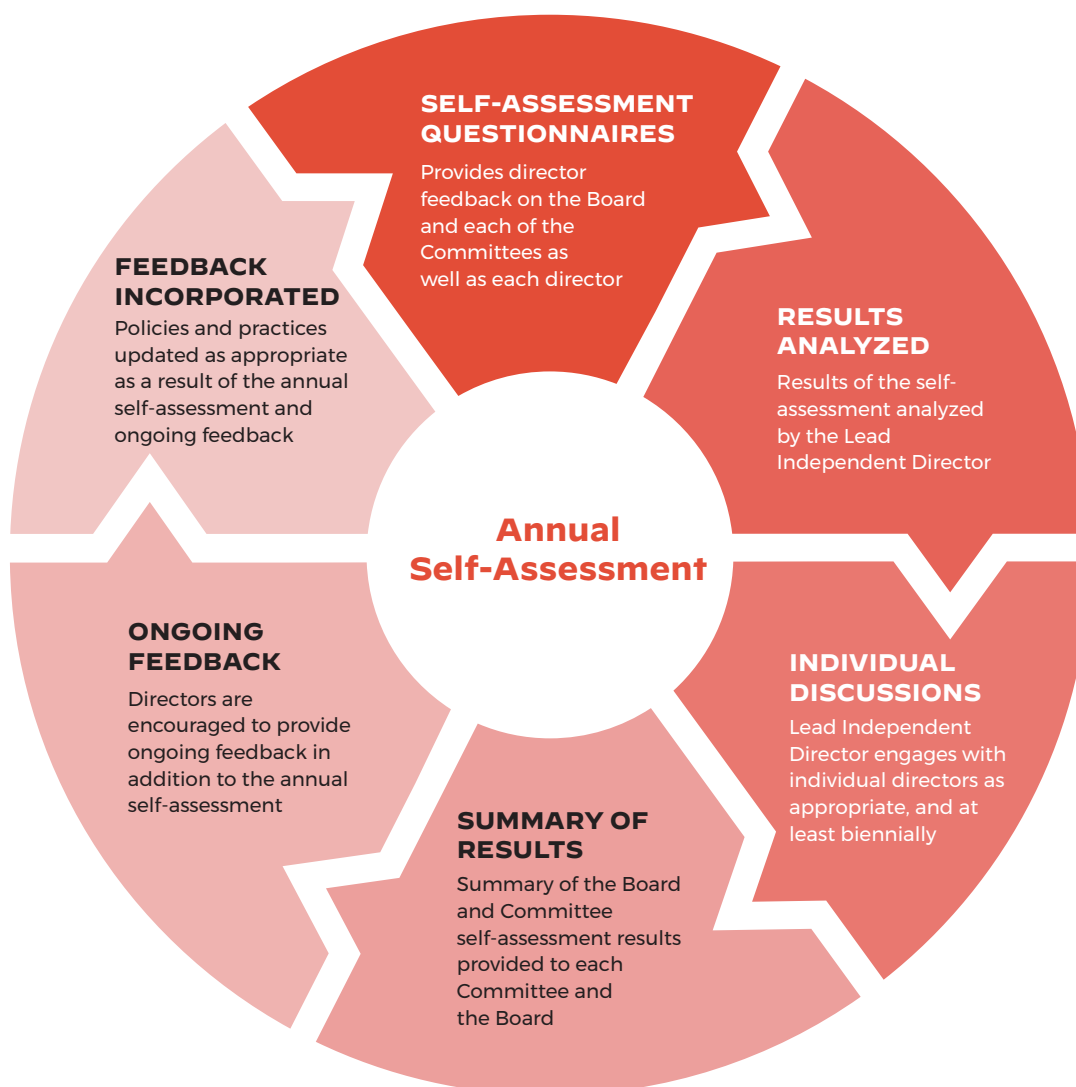 SELF-ASSESSMENT
QUESTIONNAIRES
Provides director
feedback on the Board
and each of the
Committees as
well as each director
RESULTS
ANALYZED
Results of the self-
assessment analyzed
by the Lead
Independent Director
INDIVIDUAL
DISCUSSIONS
Lead Independent
Director engages with
individual directors as
appropriate, and at
least biennially
SUMMARY OF
RESULTS
Summary of the Board
and Committee
self-assessment results
provided to each
Committee and
the Board
ONGOING
FEEDBACK
Directors are
encouraged to provide
ongoing feedback in
addition to the annual
self-assessment
FEEDBACK
INCORPORATED
Policies and practices
updated as appropriate
as a result of the annual
self-assessment and
ongoing feedback
Annual
Self-Assessment